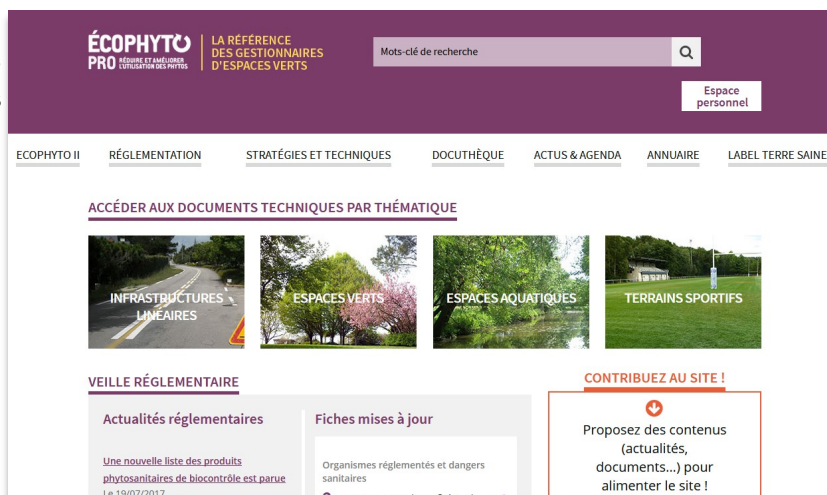 ÉCOPHYTO
PRO RÉDUIRE ET AMÉLIORER
L'UTILISATION DES PHYTOS
LA RÉFÉRENCE
DES GESTIONNAIRES
D'ESPACES VERTS
Mots-clé de recherche
Espace
personnel
ECOPHYTO II RÉGLEMENTATION STRATÉGIES ET TECHNIQUES DOCUTHÈQUE ACTUS & AGENDA ANNUAIRE LABEL TERRE SAINE
ACCÉDER AUX DOCUMENTS TECHNIQUES PAR THÉMATIQUE
INFRASTRUCTURES
LINÉAIRES
ESPACES VERTS
ESPACES AQUATIQUES
TERRAINS SPORTIFS
VEILLE RÉGLEMENTAIRE
Actualités réglementaires
Une nouvelle liste des produits
phytosanitaires de biocontrôle est parue
Le 19/07/2017
Fiches mises à jour
Organismes réglementés et dangers
sanitaires
CONTRIBUEZ AU SITE !
Proposez des contenus
(actualités,
documents...) pour
alimenter le site !